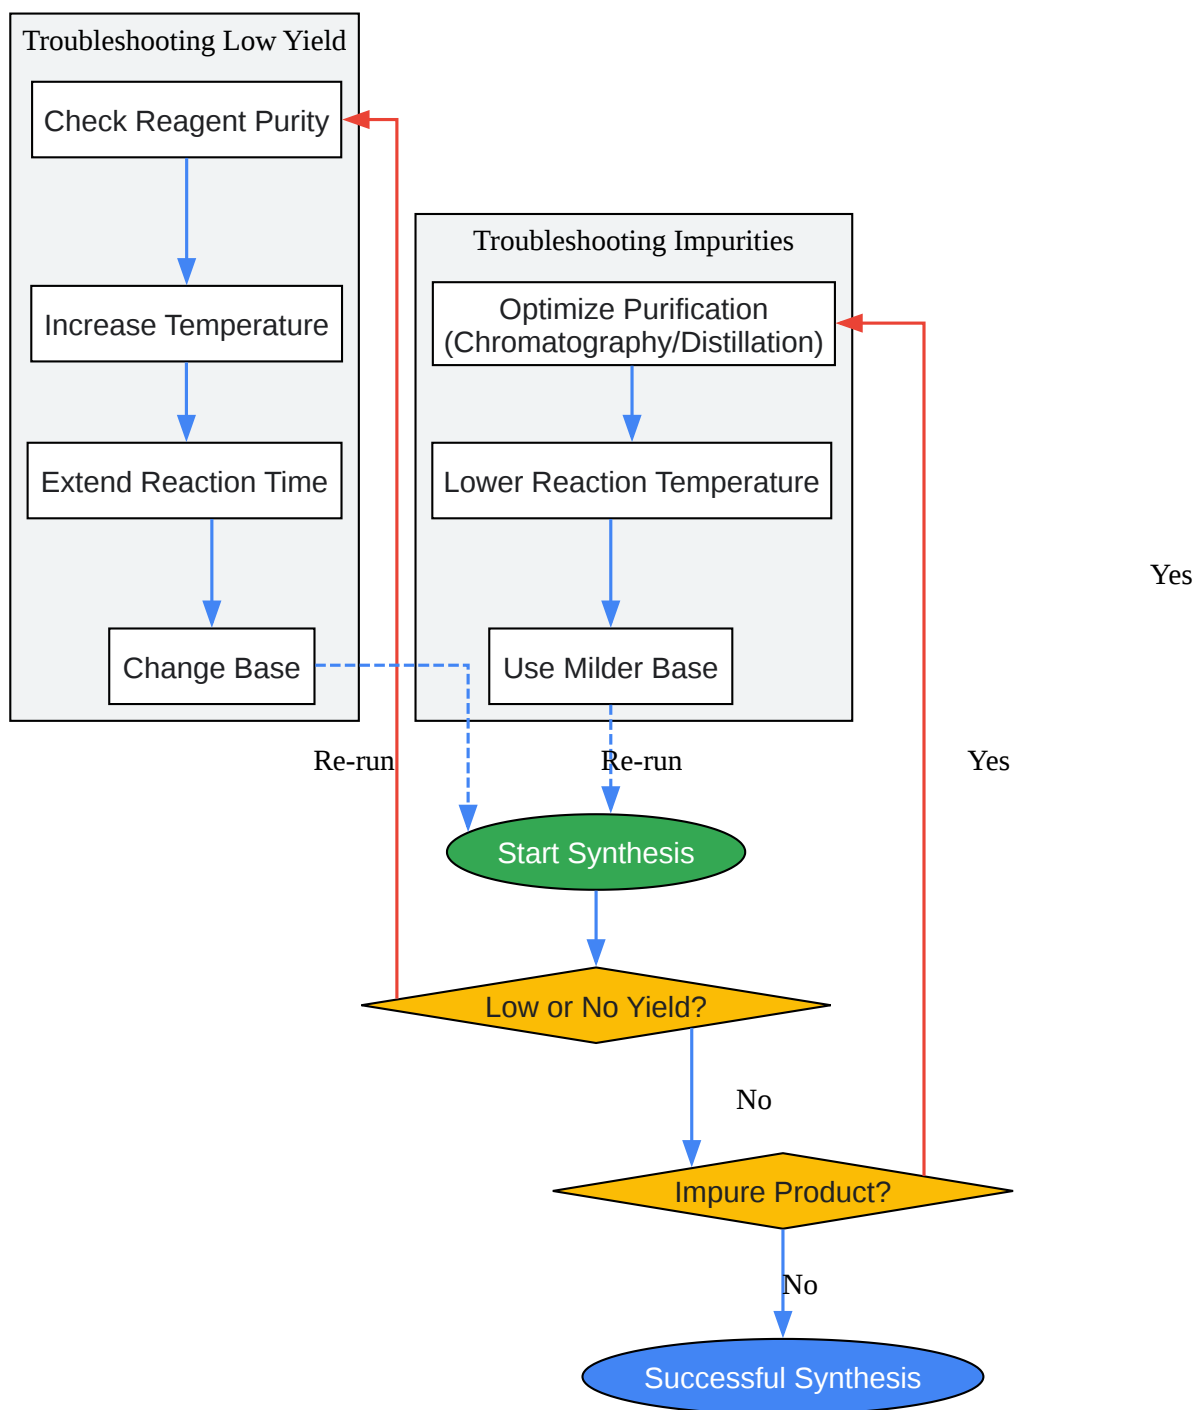 Troubleshooting Low Yield
Check Reagent Purity
Increase Temperature
Extend Reaction Time
Change Base
Troubleshooting Impurities
Optimize Purification
(Chromatography/Distillation)
Lower Reaction Temperature
Use Milder Base
Yes
Re-run
Re-run
Yes
Start Synthesis
Low or No Yield?
No
Impure Product?
No
Successful Synthesis